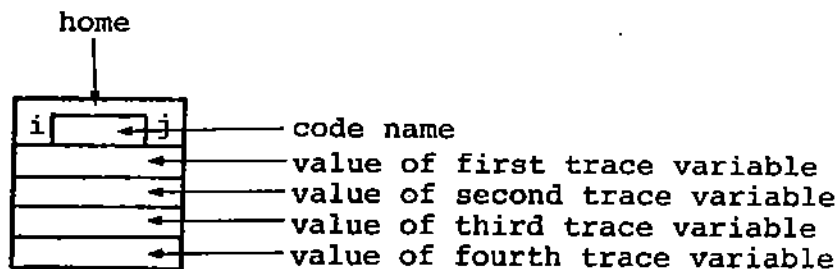 home
i j code name
value of first trace variable
value of second trace variable
value of third trace variable
value of fourth trace variable